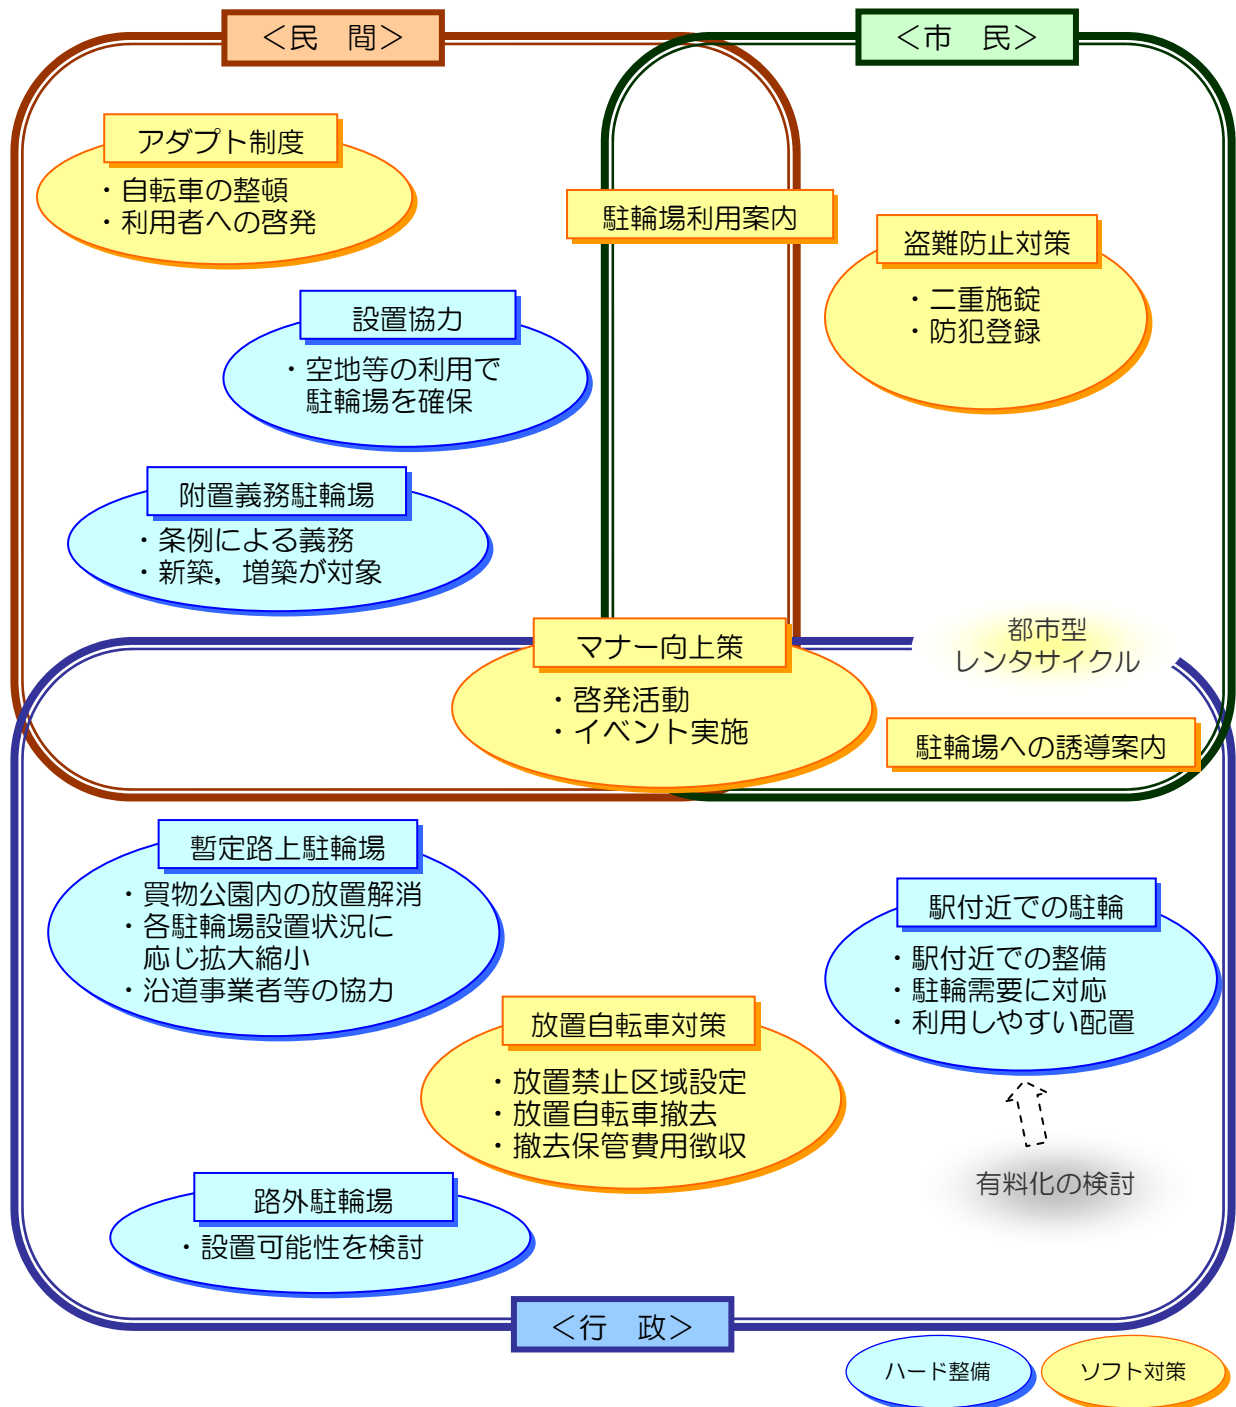 ＜民　間＞
＜市　民＞
アダプト制度
・自転車の整頓
・利用者への啓発
駐輪場利用案内
盗難防止対策
・二重施錠
・防犯登録
設置協力
・空地等の利用で
駐輪場を確保
附置義務駐輪場
・条例による義務
・新築，増築が対象
マナー向上策
・啓発活動
・イベント実施
都市型
レンタサイクル
駐輪場への誘導案内
暫定路上駐輪場
・買物公園内の放置解消
・各駐輪場設置状況に
応じ拡大縮小
・沿道事業者等の協力
駅付近での駐輪
・駅付近での整備
・駐輪需要に対応
・利用しやすい配置
放置自転車対策
・放置禁止区域設定
・放置自転車撤去
・撤去保管費用徴収
有料化の検討
路外駐輪場
・設置可能性を検討
＜行　政＞
ハード整備
ソフト対策